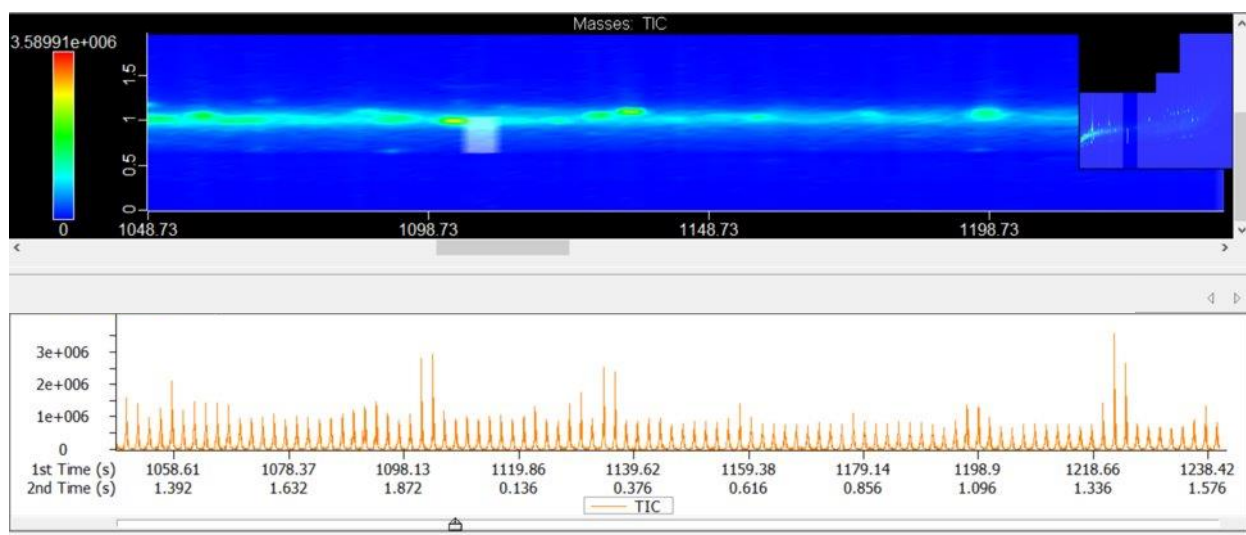 Masses: TIC
3.58991e+006
0
1.5
1
0.5
0
1048.73 1098.73 1148.73 1198.73
3e+006
2e+006
1e+006
0
1st Time (s) 1058.61 1078.37 1098.13 1119.86 1139.62 1159.38 1179.14 1198.9 1218.66 1238.42
2nd Time (s) 1.392 1.632 1.872 0.136 0.376 0.616 0.856 1.096 1.336 1.576
TIC